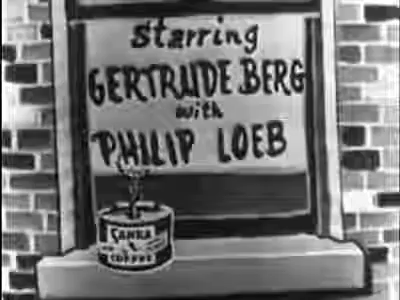 Starring
GERTRUDE BERG
with
PHILIP LOEB
SANKA
COFFEE